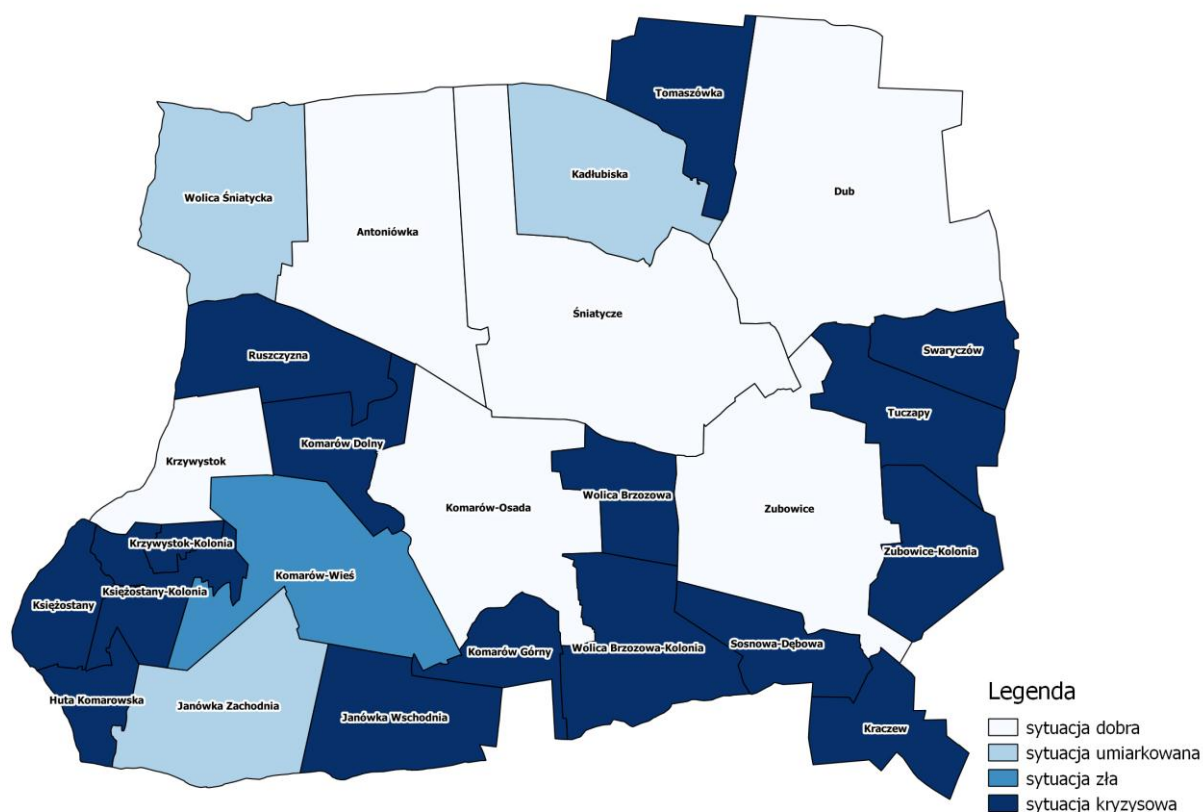 Tomaszówka
Kadłubiska
Dub
Wolica Śniatycka
Antoniówka
Śniatycze
Ruszczyzna
Swaryczów
Tuczapy
Komarów Dolny
Krzywystok
Wolica Brzozowa
Komarów-Osada
Zubowice
Krzywystok-Kolonia
Zubowice-Kolonia
Komarów-Wieś
Księżostany-Kolonia
Księżostany
Sosnowa-Dębowa
Wolica Brzozowa-Kolonia
Komarów Górny
Huta Komarowska
Janówka Zachodnia
Janówka Wschodnia
Kraczew
Legenda
sytuacja dobra
sytuacja umiarkowana
sytuacja zła
sytuacja kryzysowa